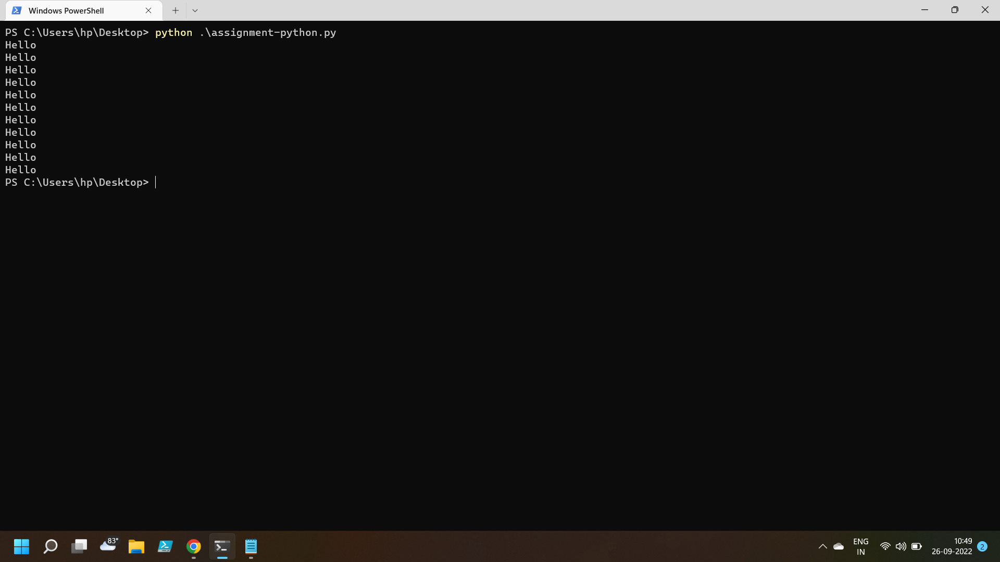 Windows PowerShell
PS C:\Users\hp\Desktop> python .\assignment-python.py
Hello
Hello
Hello
Hello
Hello
Hello
Hello
Hello
Hello
Hello
Hello
PS C:\Users\hp\Desktop>
83°
ENG
IN
10:49
26-09-2022
2